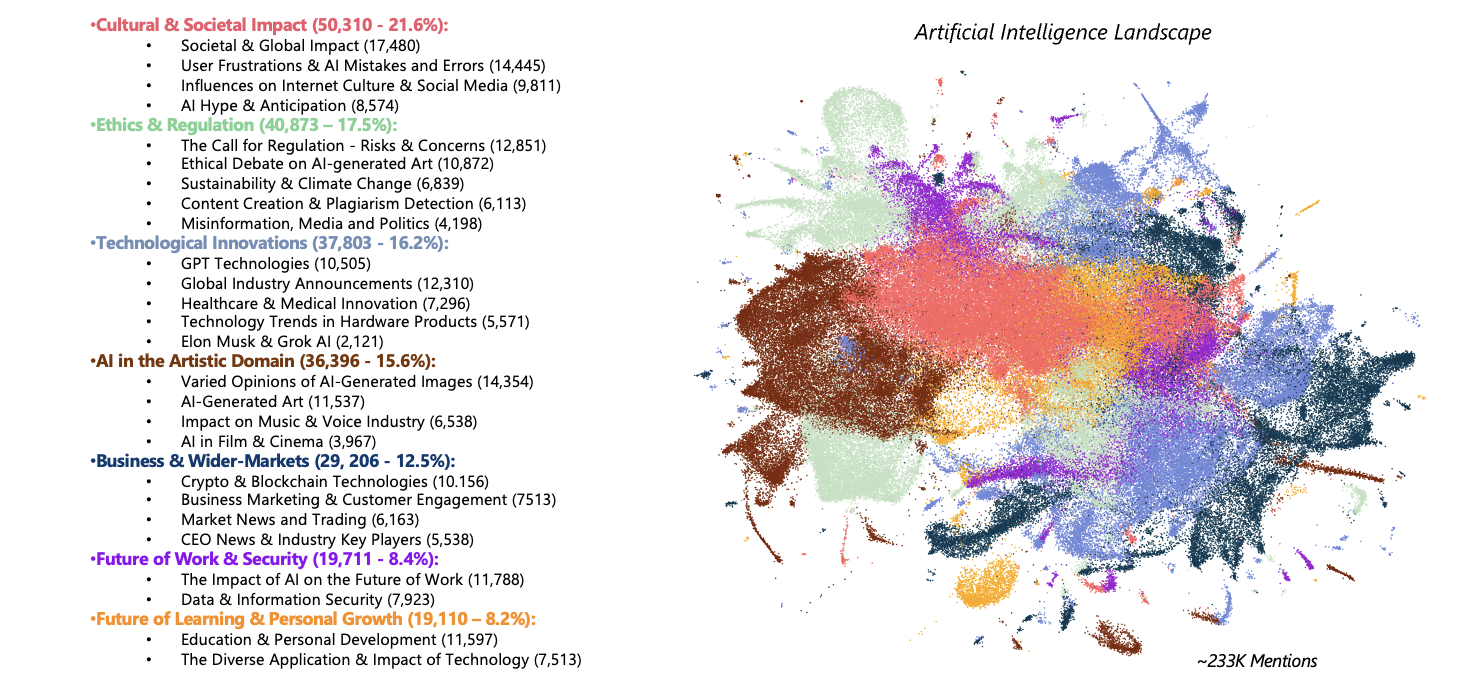 •Cultural & Societal Impact (50,310 - 21.6%):
• Societal & Global Impact (17,480)
• User Frustrations & AI Mistakes and Errors (14,445)
• Influences on Internet Culture & Social Media (9,811)
• AI Hype & Anticipation (8,574)
•Ethics & Regulation (40,873 – 17.5%):
• The Call for Regulation - Risks & Concerns (12,851)
• Ethical Debate on AI-generated Art (10,872)
• Sustainability & Climate Change (6,839)
• Content Creation & Plagiarism Detection (6,113)
• Misinformation, Media and Politics (4,198)
•Technological Innovations (37,803 - 16.2%):
• GPT Technologies (10,505)
• Global Industry Announcements (12,310)
• Healthcare & Medical Innovation (7,296)
• Technology Trends in Hardware Products (5,571)
• Elon Musk & Grok AI (2,121)
•AI in the Artistic Domain (36,396 - 15.6%):
• Varied Opinions of AI-Generated Images (14,354)
• AI-Generated Art (11,537)
• Impact on Music & Voice Industry (6,538)
• AI in Film & Cinema (3,967)
•Business & Wider-Markets (29, 206 - 12.5%):
• Crypto & Blockchain Technologies (10.156)
• Business Marketing & Customer Engagement (7513)
• Market News and Trading (6,163)
• CEO News & Industry Key Players (5,538)
•Future of Work & Security (19,711 - 8.4%):
• The Impact of AI on the Future of Work (11,788)
• Data & Information Security (7,923)
•Future of Learning & Personal Growth (19,110 – 8.2%):
• Education & Personal Development (11,597)
• The Diverse Application & Impact of Technology (7,513)
Artificial Intelligence Landscape
~233K Mentions